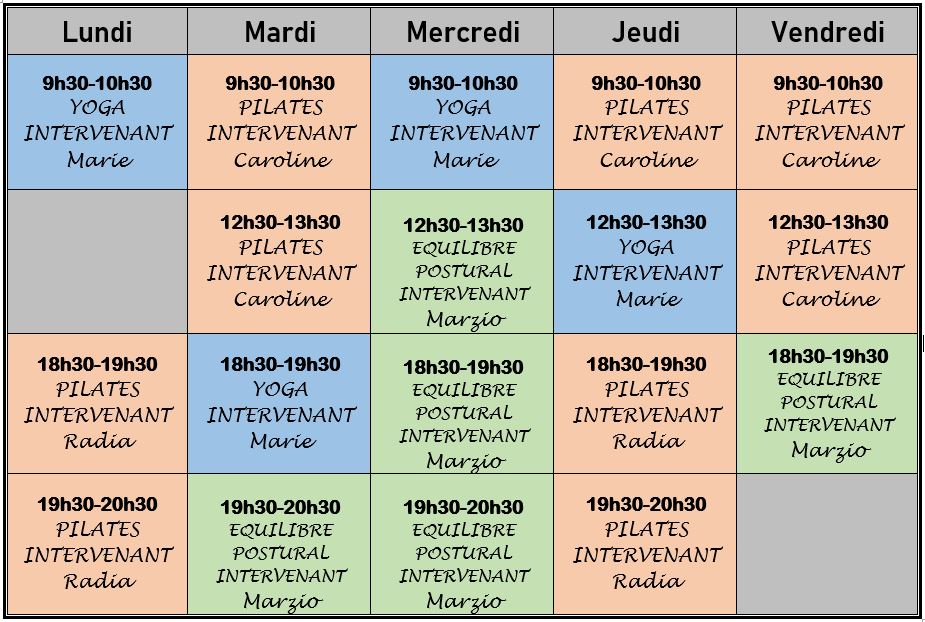 Lundi
Mardi
Mercredi
Jeudi
Vendredi
9h30-10h30
YOGA
INTERVENANT
Marie
9h30-10h30
PILATES
INTERVENANT
Caroline
9h30-10h30
YOGA
INTERVENANT
Marie
9h30-10h30
PILATES
INTERVENANT
Caroline
9h30-10h30
PILATES
INTERVENANT
Caroline
12h30-13h30
PILATES
INTERVENANT
Caroline
12h30-13h30
EQUILIBRE
POSTURAL
INTERVENANT
Marzio
12h30-13h30
YOGA
INTERVENANT
Marie
12h30-13h30
PILATES
INTERVENANT
Caroline
18h30-19h30
PILATES
INTERVENANT
Radia
18h30-19h30
YOGA
INTERVENANT
Marie
18h30-19h30
EQUILIBRE
POSTURAL
INTERVENANT
Marzio
18h30-19h30
PILATES
INTERVENANT
Radia
18h30-19h30
EQUILIBRE
POSTURAL
INTERVENANT
Marzio
19h30-20h30
PILATES
INTERVENANT
Radia
19h30-20h30
EQUILIBRE
POSTURAL
INTERVENANT
Marzio
19h30-20h30
EQUILIBRE
POSTURAL
INTERVENANT
Marzio
19h30-20h30
PILATES
INTERVENANT
Radia